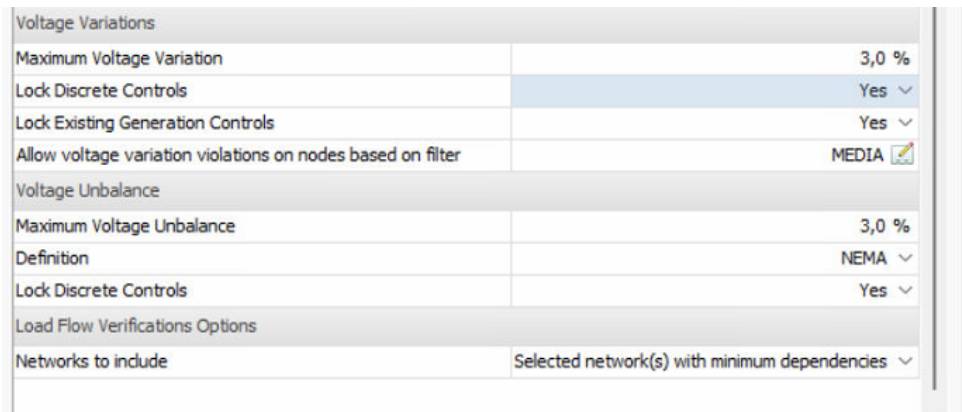 Voltage Variations
Maximum Voltage Variation 3,0 %
Lock Discrete Controls Yes
Lock Existing Generation Controls Yes
Allow voltage variation violations on nodes based on filter MEDIA
Voltage Unbalance
Maximum Voltage Unbalance 3,0 %
Definition NEMA
Lock Discrete Controls Yes
Load Flow Verifications Options
Networks to include Selected network(s) with minimum dependencies